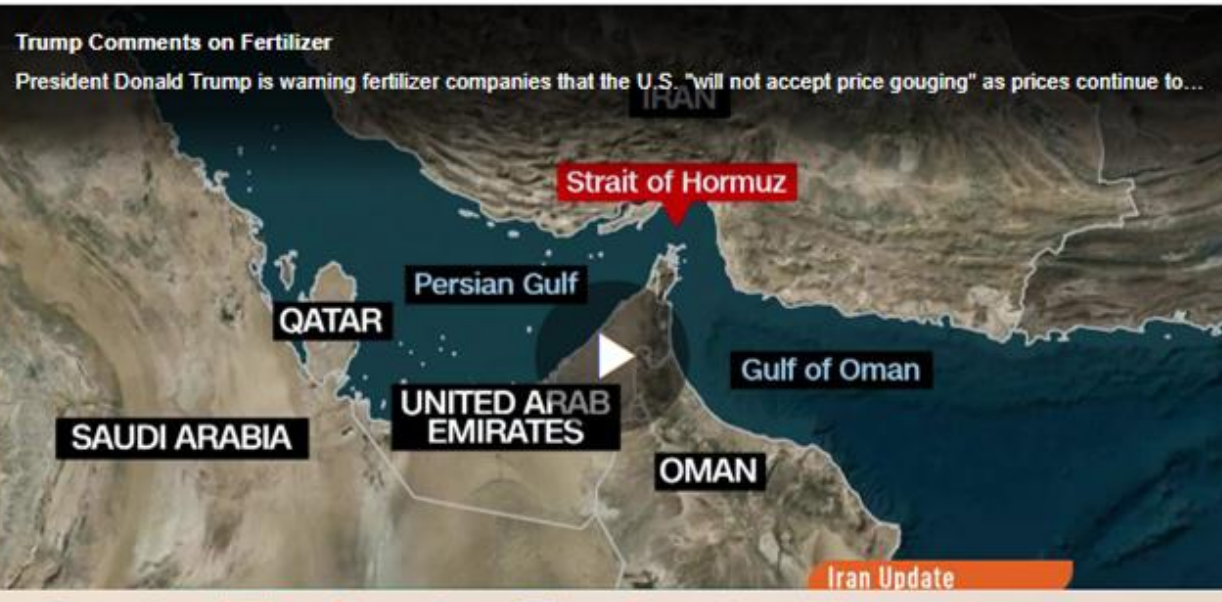 Trump Comments on Fertilizer
President Donald Trump is warning fertilizer companies that the U.S. "will not accept price gouging" as prices continue to...
IRAN
Strait of Hormuz
Persian Gulf
QATAR
Gulf of Oman
UNITED ARAB
EMIRATES
SAUDI ARABIA
OMAN
Iran Update